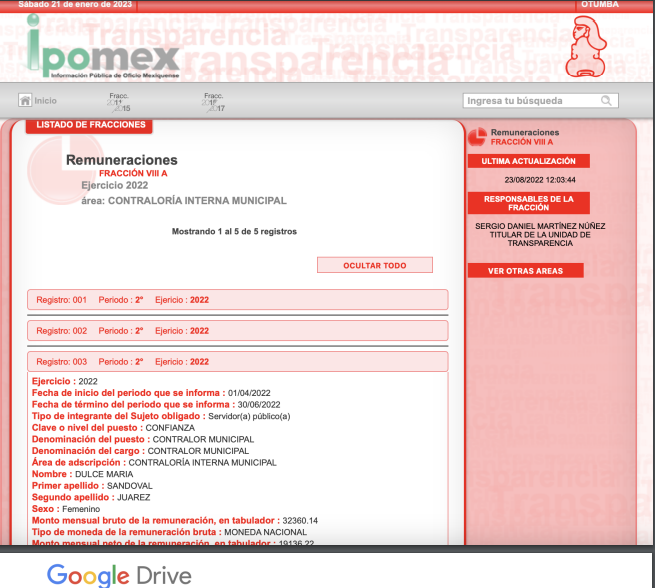 Sábado 21 de enero de 2023
OTUMBA
ipomex
Información Pública de Oficio Mexiquense
Inicio
Fracc.
Fracc.
Ingresa tu búsqueda
LISTADO DE FRACCIONES
Remuneraciones
FRACCIÓN VIII A
Ejercicio 2022
área: CONTRALORÍA INTERNA MUNICIPAL
Mostrando 1 al 5 de 5 registros
OCULTAR TODO
Registro: 001 Periodo : 2° Ejericio : 2022
Registro: 002 Periodo : 2° Ejericio : 2022
Registro: 003 Periodo : 2° Ejericio : 2022
Ejercicio : 2022
Fecha de inicio del periodo que se informa : 01/04/2022
Fecha de término del periodo que se informa : 30/06/2022
Tipo de integrante del Sujeto obligado : Servidor(a) público(a)
Clave o nivel del puesto : CONFIANZA
Denominación del puesto : CONTRALOR MUNICIPAL
Denominación del cargo : CONTRALOR MUNICIPAL
Área de adscripción : CONTRALORÍA INTERNA MUNICIPAL
Nombre : DULCE MARIA
Primer apellido : SANDOVAL
Segundo apellido : JUAREZ
Sexo : Femenino
Monto mensual bruto de la remuneración, en tabulador : 32360.14
Tipo de moneda de la remuneración bruta : MONEDA NACIONAL
Monto mensual neto de la remuneración, en tabulador : 19136.22
Remuneraciones
FRACCIÓN VIII A
ULTIMA ACTUALIZACIÓN
23/08/2022 12:03:44
RESPONSABLES DE LA
FRACCIÓN
SERGIO DANIEL MARTÍNEZ NÚÑEZ
TITULAR DE LA UNIDAD DE
TRANSPARENCIA
VER OTRAS AREAS
Google Drive